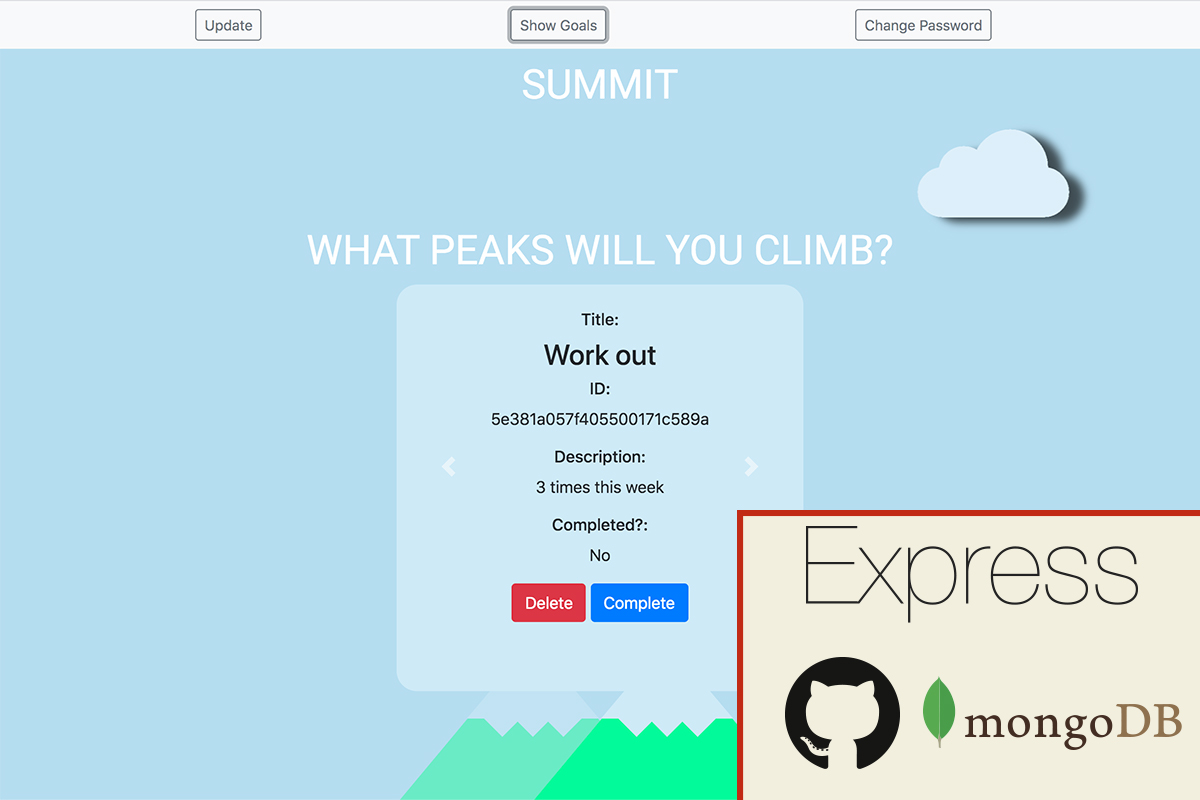 Update
Show Goals
Change Password
SUMMIT
WHAT PEAKS WILL YOU CLIMB?
Title:
Work out
ID:
5e381a057f405500171c589a
Description:
3 times this week
Completed?:
No
Delete
Complete
Express
mongoDB